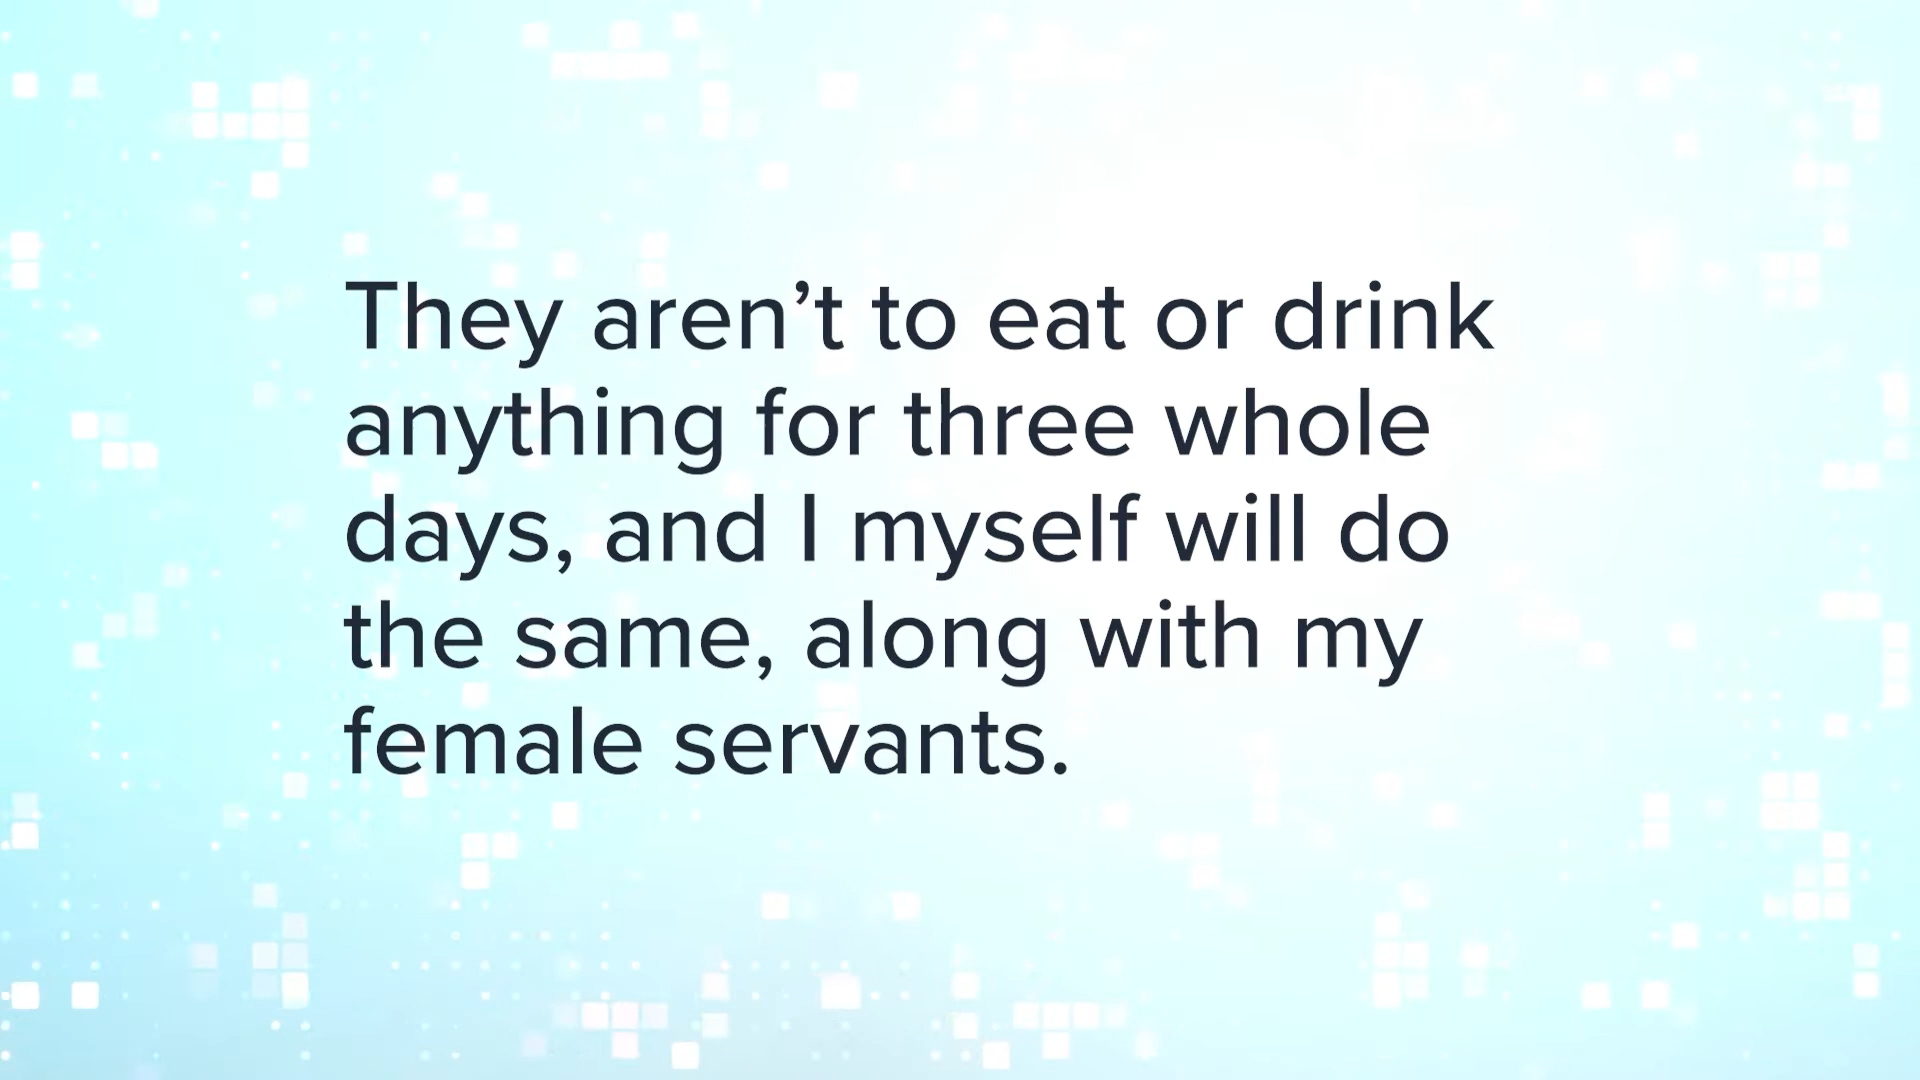 They aren’t to eat or drink
anything for three whole
days, and I myself will do
the same, along with my
female servants.